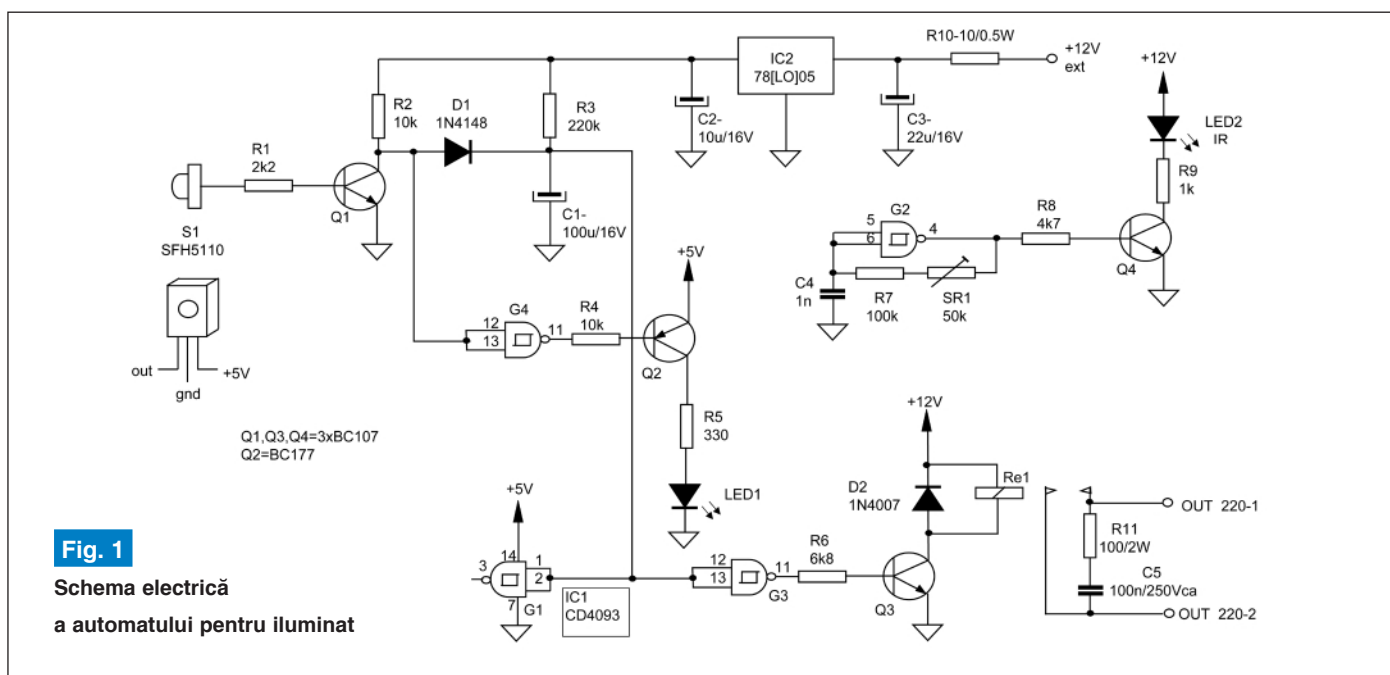 R10-10/0.5W
+12V
ext
IC2
78[LO]05
+12V
R2
10k
D1
1N4148
R3
220k
C2-
10u/16V
C3-
22u/16V
LED2
IR
R1
2k2
R9
1k
Q1
C1-
100u/16V
S1
SFH5110
G2
5
6
4
R8
4k7
Q4
+5V
C4
1n
R7
100k
SR1
50k
G4
12
13
11
R4
10k
Q2
out
gnd
+5V
R5
330
+12V
Q1,Q3,Q4=3xBC107
Q2=BC177
LED1
D2
1N4007
Re1
+5V
OUT 220-1
R11
100/2W
Fig. 1
Schema electrică
a automatului pentru iluminat
3
14
1
2
7
G1
IC1
CD4093
12
13
11
G3
R6
6k8
Q3
C5
100n/250Vca
OUT 220-2